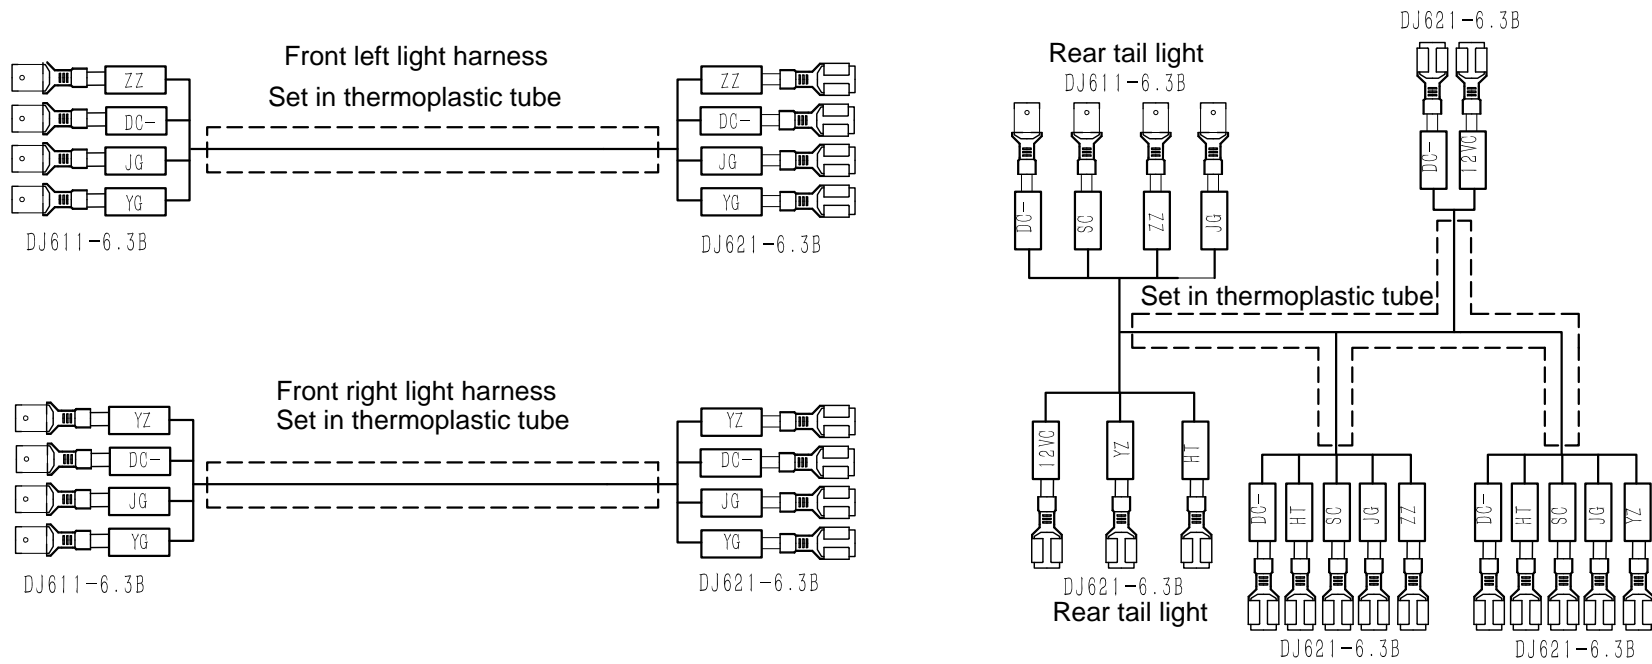 Front left light harness
Set in thermoplastic tube
ZZ
DC-
JG
YG
DJ611-6.3B
ZZ
DC-
JG
YG
DJ621-6.3B
Front right light harness
Set in thermoplastic tube
YZ
DC-
JG
YG
DJ611-6.3B
YZ
DC-
JG
YG
DJ621-6.3B
Rear tail light
DJ611-6.3B
DC-
SC
ZZ
JG
DJ621-6.3B
DC-
12VC
Set in thermoplastic tube
12VC
YZ
HT
DJ621-6.3B
Rear tail light
DC-
HT
SC
JG
ZZ
DJ621-6.3B
DC-
HT
SC
JG
YZ
DJ621-6.3B